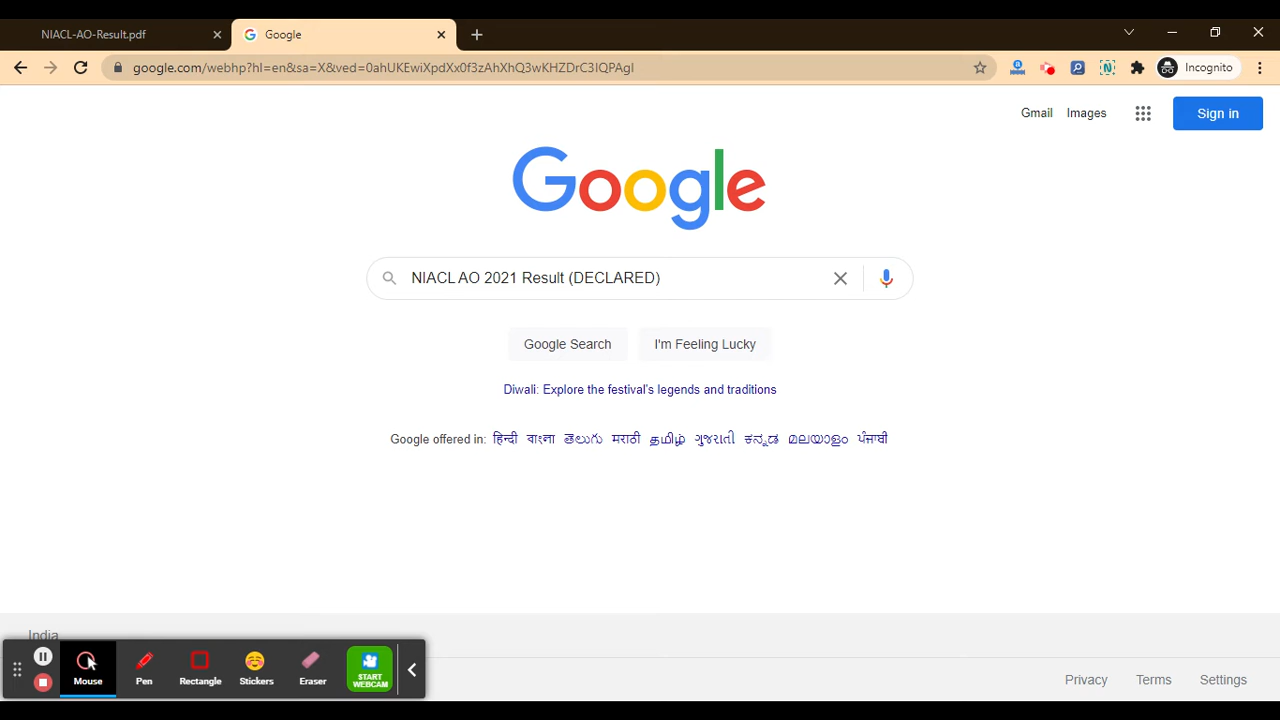 NIACL-AO-Result.pdf
Google
google.com/webhp?hl=en&sa=X&ved=0ahUKEwiXpdXx0f3zAhXhQ3wKHZDrC3IQPAgI
Incognito
Gmail Images
Sign in
Google
NIACL AO 2021 Result (DECLARED)
Google Search
I'm Feeling Lucky
Diwali: Explore the festival's legends and traditions
Google offered in: हिन्दी বাংলা తెలుగు मराठी தமிழ் ગુજરાતી ಕನ್ನಡ മലയാളം ਪੰਜਾਬੀ
India
Mouse
Pen
Rectangle
Stickers
Eraser
START
WEBCAM
Privacy Terms Settings